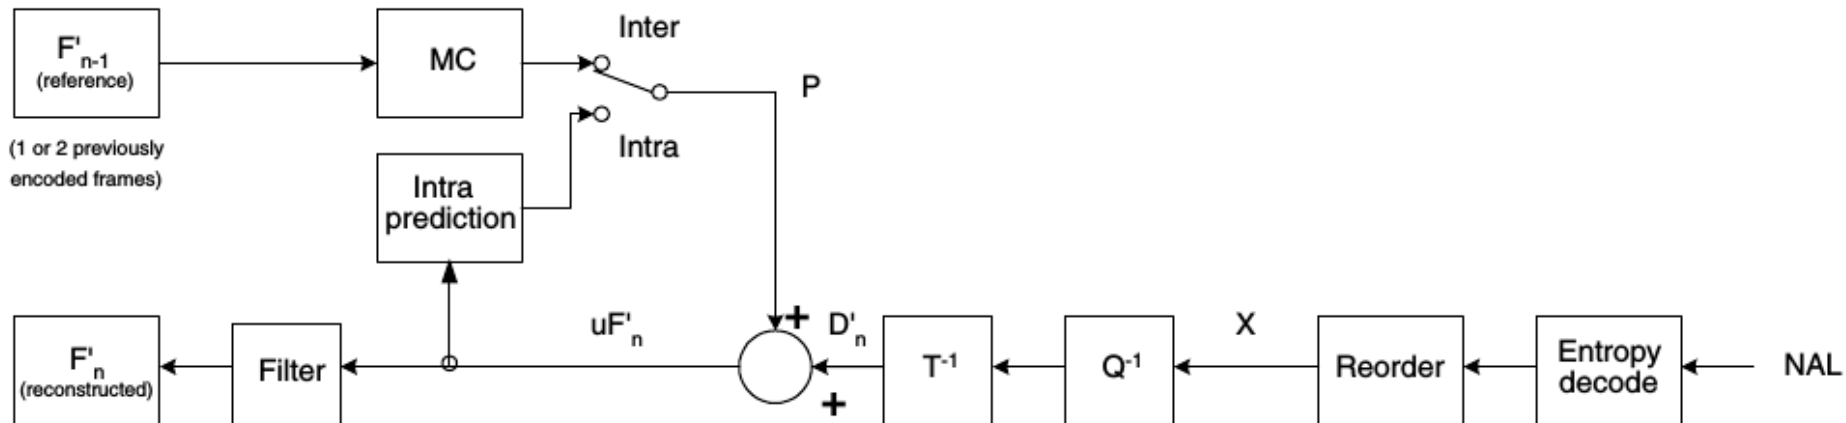 F'n-1
(reference)
(1 or 2 previously
encoded frames)
MC
Inter
Intra
P
Intra
prediction
F'n
(reconstructed)
Filter
uF'n
+
D'n
+
T-1
Q-1
X
Reorder
Entropy
decode
NAL